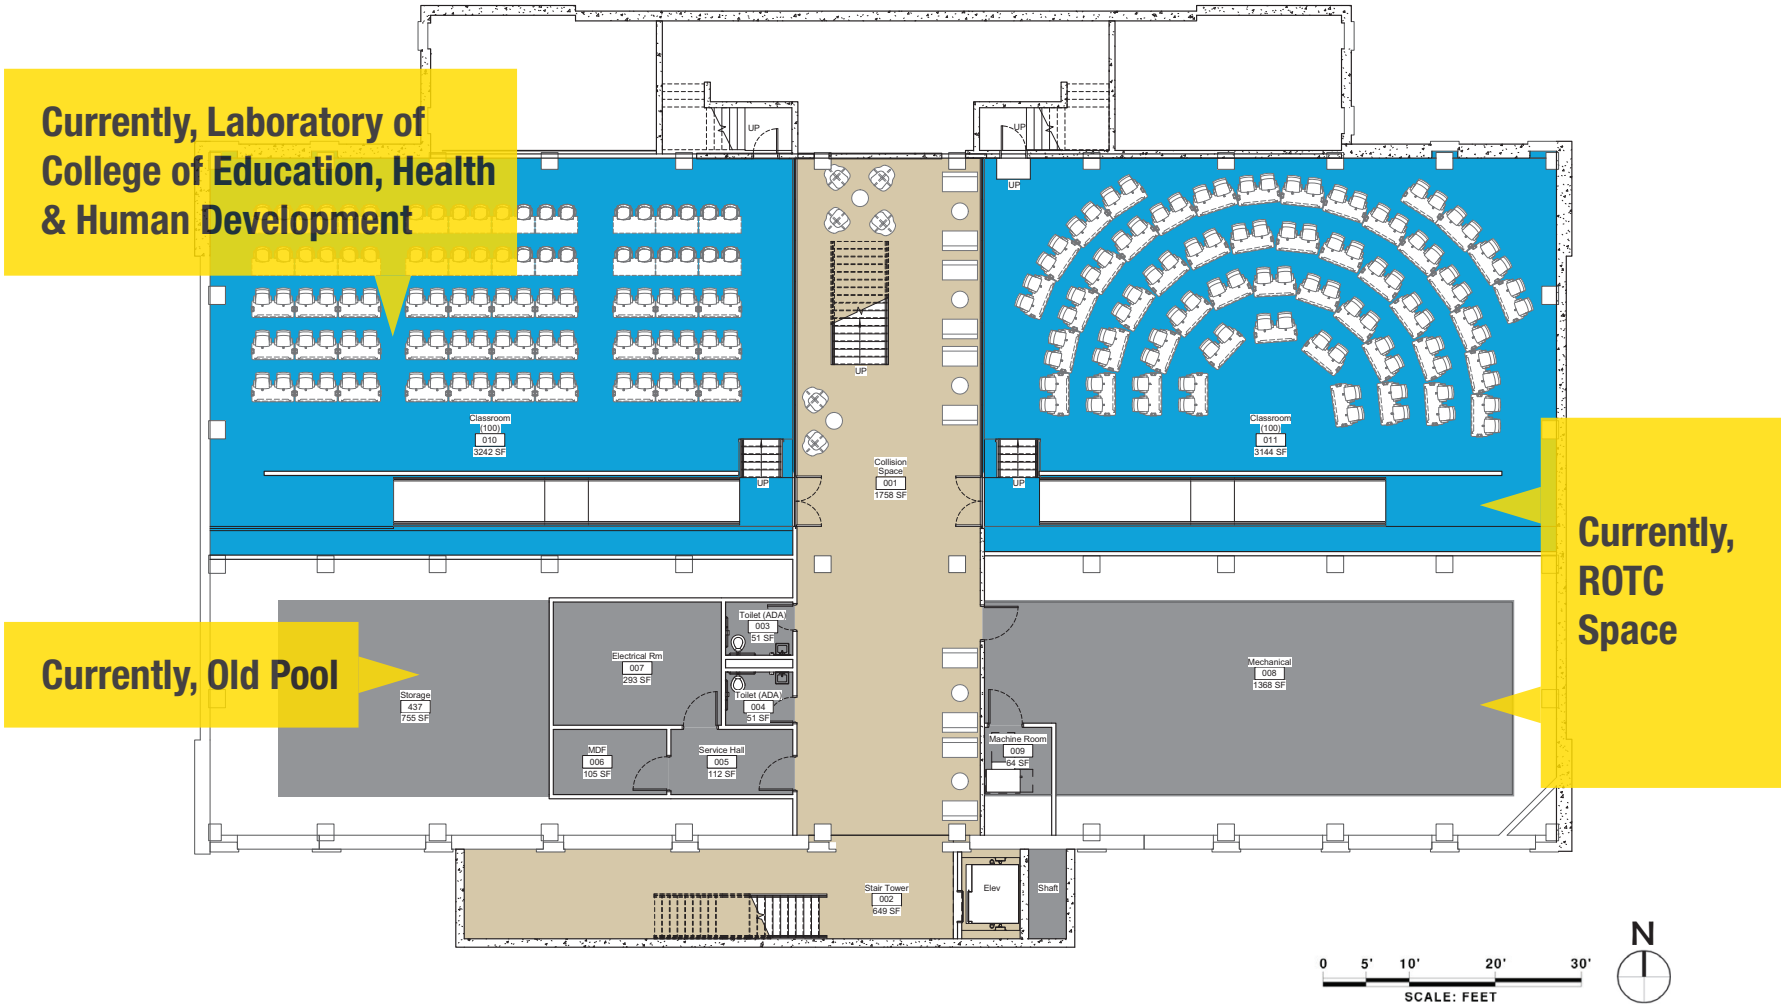 UP
UP
Currently, Laboratory of
College of Education, Health
& Human Development
UP
UP
Classroom
(100)
010
3242 SF
Classroom
(100)
011
3144 SF
UP
UP
Collision
Space
001
1758 SF
Currently,
ROTC
Space
Currently, Old Pool
Storage
437
755 SF
Electrical Rm
007
293 SF
Toilet (ADA)
003
51 SF
Toilet (ADA)
004
51 SF
MDF
006
105 SF
Service Hall
005
112 SF
Mechanical
008
1368 SF
Machine Room
009
64 SF
Stair Tower
002
649 SF
Elev
Shaft
N
0 5' 10' 20' 30'
SCALE: FEET